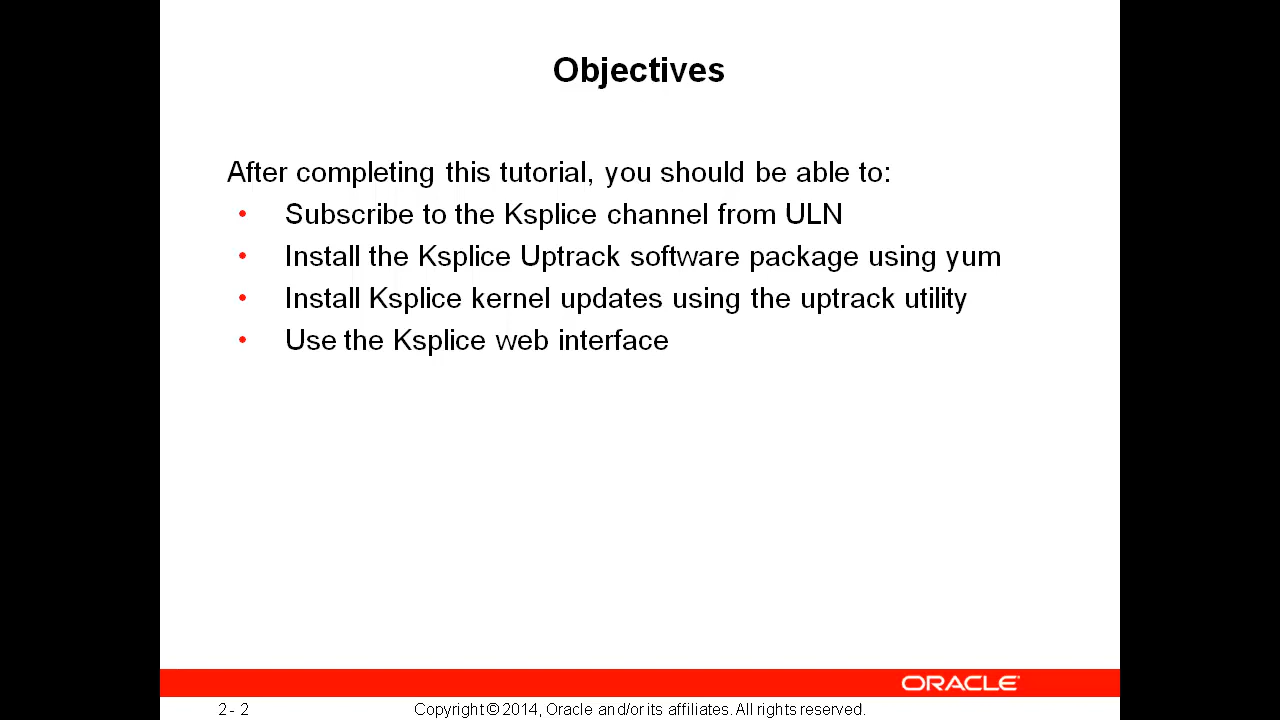 Objectives
After completing this tutorial, you should be able to:
• Subscribe to the Ksplice channel from ULN
• Install the Ksplice Uptrack software package using yum
• Install Ksplice kernel updates using the uptrack utility
• Use the Ksplice web interface
ORACLE
2 - 2 Copyright © 2014, Oracle and/or its affiliates. All rights reserved.